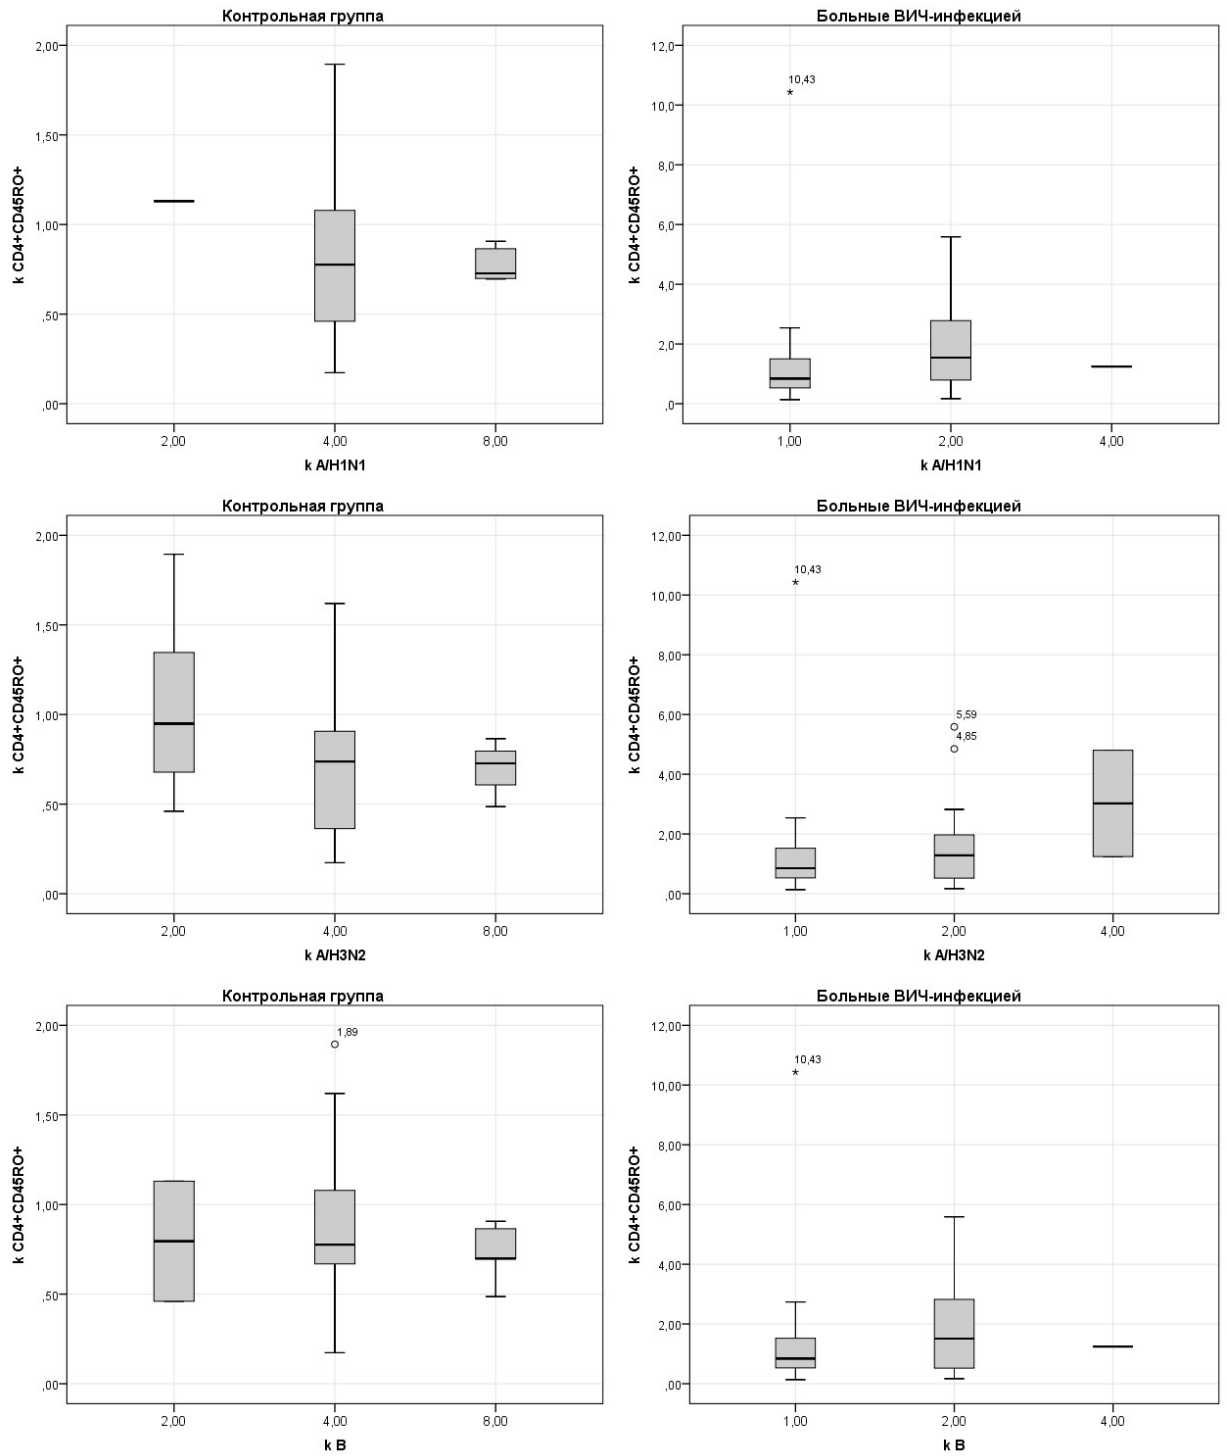 Контрольная группа
2,00
1,50
1,00
,50
,00
k CD4+CD45RO+
2,00 4,00 8,00
k A/H1N1
Больные ВИЧ-инфекцией
12,0
10,0
8,0
6,0
4,0
2,0
,0
k CD4+CD45RO+
10,43
*
1,00 2,00 4,00
k A/H1N1
Контрольная группа
2,00
1,50
1,00
,50
,00
k CD4+CD45RO+
2,00 4,00 8,00
k A/H3N2
Больные ВИЧ-инфекцией
12,00
10,00
8,00
6,00
4,00
2,00
,00
k CD4+CD45RO+
10,43
*
5,59
4,85
1,00 2,00 4,00
k A/H3N2
Контрольная группа
2,00
1,50
1,00
,50
,00
k CD4+CD45RO+
1,89
2,00 4,00 8,00
k B
Больные ВИЧ-инфекцией
12,00
10,00
8,00
6,00
4,00
2,00
,00
k CD4+CD45RO+
10,43
*
1,00 2,00 4,00
k B